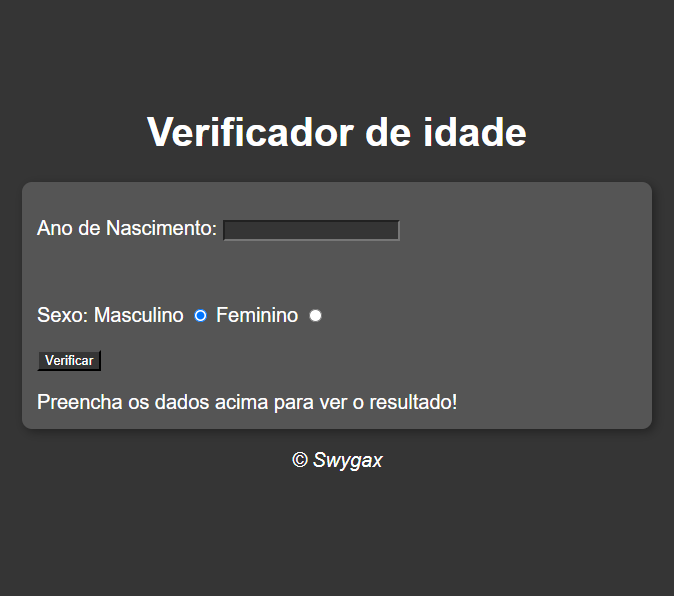 Verificador de idade
Ano de Nascimento:
Sexo: Masculino Feminino
Verificar
Preencha os dados acima para ver o resultado!
© Swygax